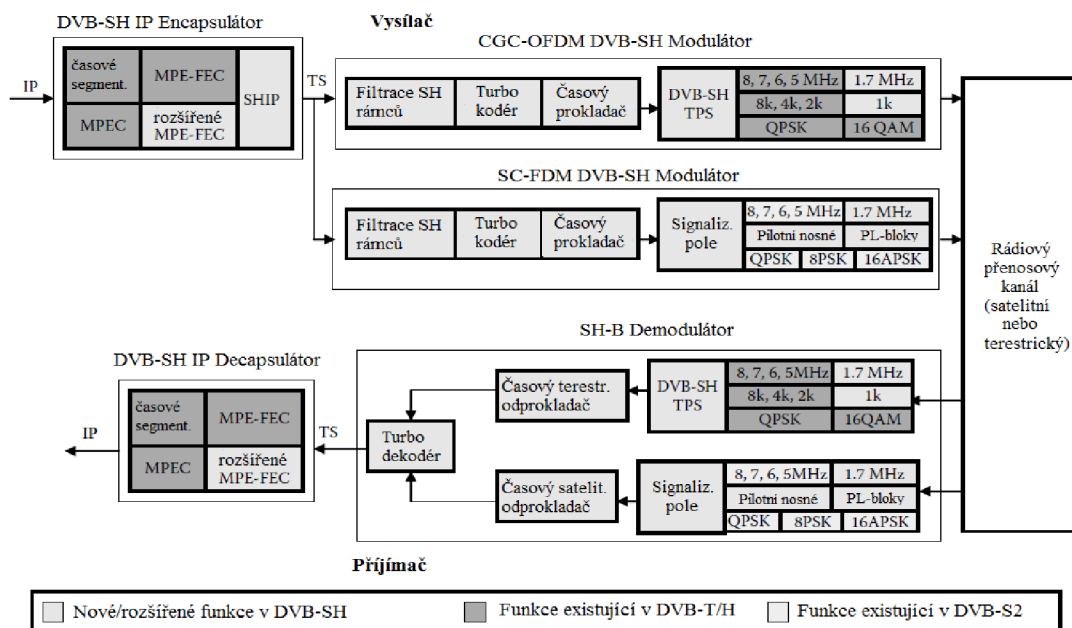 DVB-SH IP Encapsulátor
Vysílač
CGC-OFDM DVB-SH Modulátor
IP
časové
segment.
MPE-FEC
MPEC
rozšířené
MPE-FEC
SHIP
TS
Filtrace SH
rámců
Turbo
kodér
Časový
prokladač
DVB-SH
TPS
8, 7, 6, 5 MHz
1.7 MHz
8k, 4k, 2k
1k
QPSK
16 QAM
SC-FDM DVB-SH Modulátor
Filtrace SH
rámců
Turbo
kodér
Časový
prokladač
Signaliz.
pole
8, 7, 6, 5 MHz
1.7 MHz
Pilotni nosné
PL-bloky
QPSK
8PSK
16APSK
Rádiový
přenosový
kanál
(satelitní
nebo
terestrický)
SH-B Demodulátor
DVB-SH IP Decapsulátor
IP
časové
segment.
MPE-FEC
MPEC
rozšířené
MPE-FEC
TS
Turbo
dekodér
Časový terestr.
odprokladač
DVB-SH
TPS
8, 7, 6, 5MHz
1.7 MHz
8k, 4k, 2k
1k
QPSK
16QAM
Časový satelit.
odprokladač
Signaliz.
pole
8, 7, 6, 5MHz
1.7 MHz
Pilotni nosné
PL-bloky
QPSK
8PSK
16APSK
Příjímač
Nové/rozšířené funkce v DVB-SH
Funkce existující v DVB-T/H
Funkce existující v DVB-S2